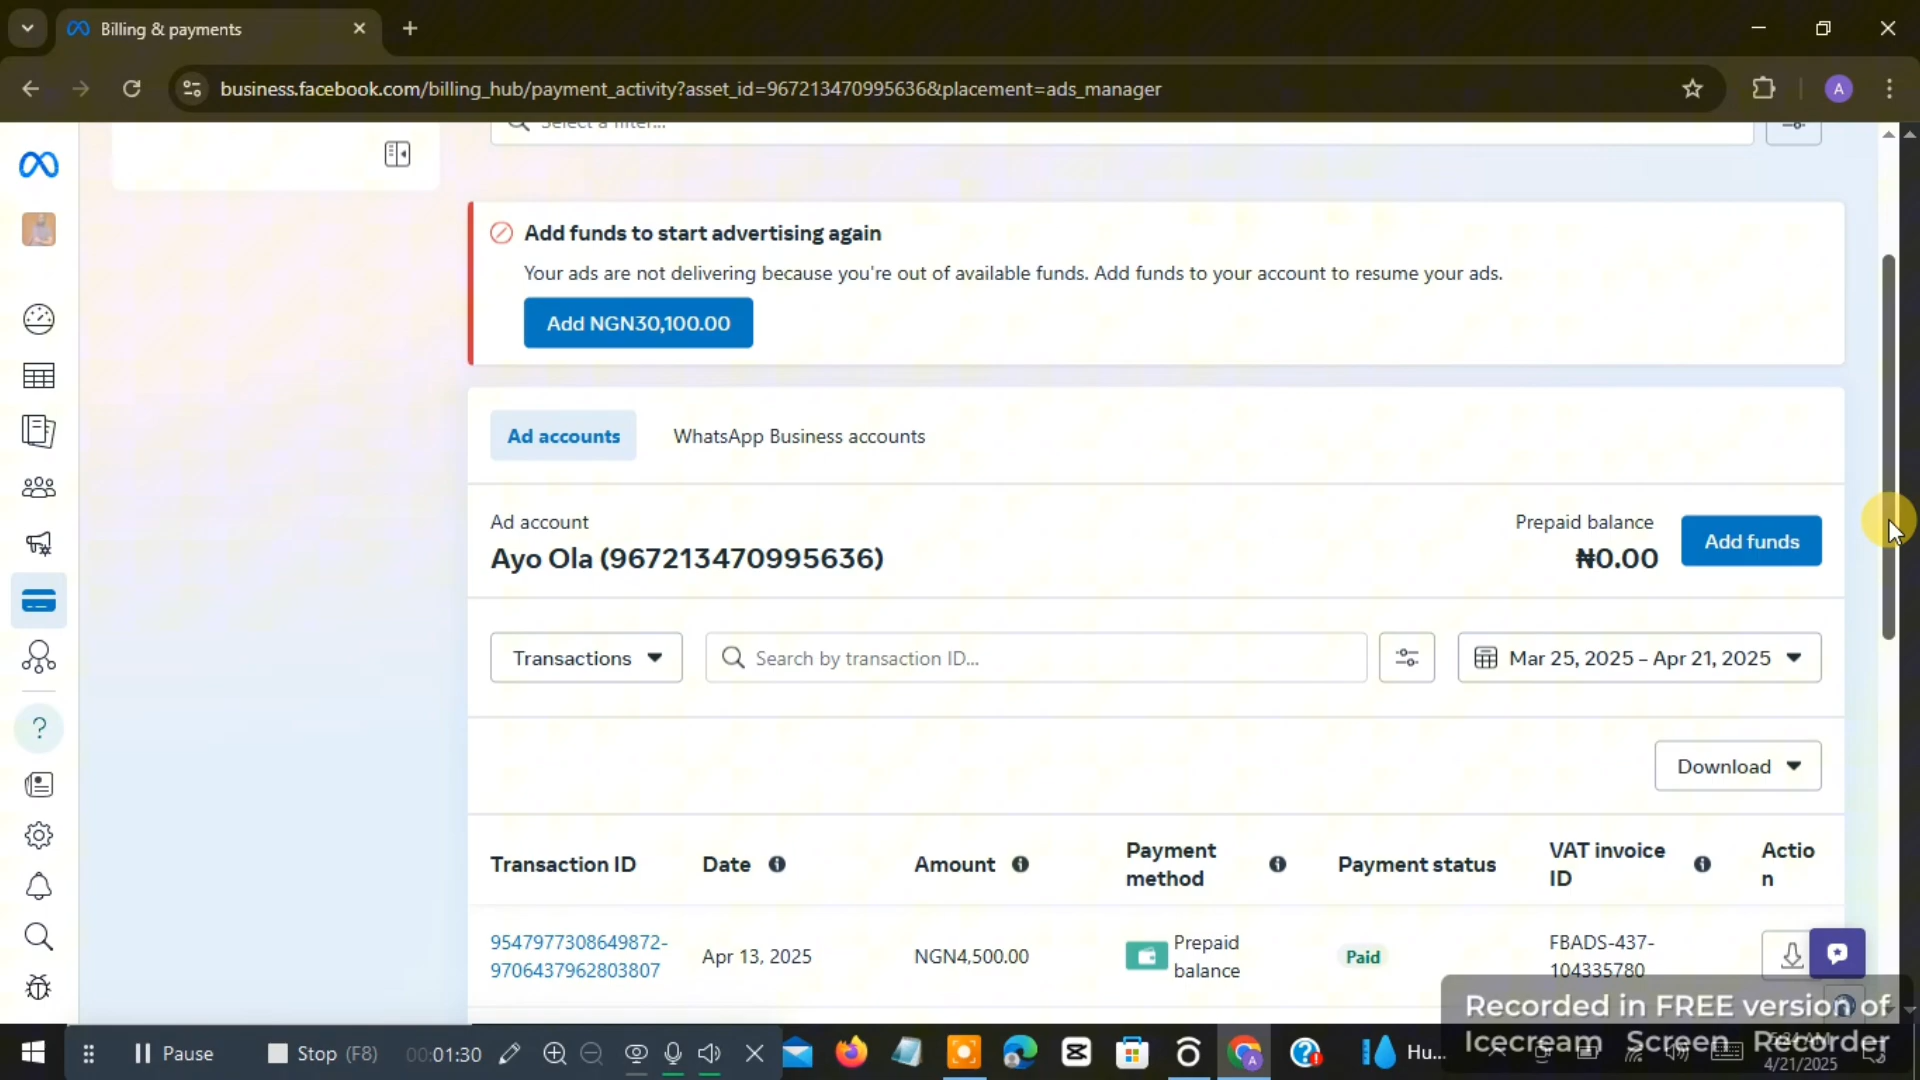 Billing & payments
business.facebook.com/billing_hub/payment_activity?asset_id=967213470995636&placement=ads_manager
A
Select a filter...
Add funds to start advertising again
Your ads are not delivering because you're out of available funds. Add funds to your account to resume your ads.
Add NGN30,100.00
Ad accounts
WhatsApp Business accounts
Ad account
Prepaid balance
Ayo Ola (967213470995636)
₦0.00
Add funds
Transactions
Search by transaction ID...
Mar 25, 2025 – Apr 21, 2025
Download
Transaction ID
Date
Amount
Payment
method
Payment status
VAT invoice
ID
Actio
n
9547977308649872-
9706437962803807
Apr 13, 2025
NGN4,500.00
Prepaid
balance
Paid
FBADS-437-
104335780
Recorded in FREE version of
Icecream Screen Recorder
Pause
Stop (F8)
00:01:30
Hu...
5:24 AM
4/21/2025